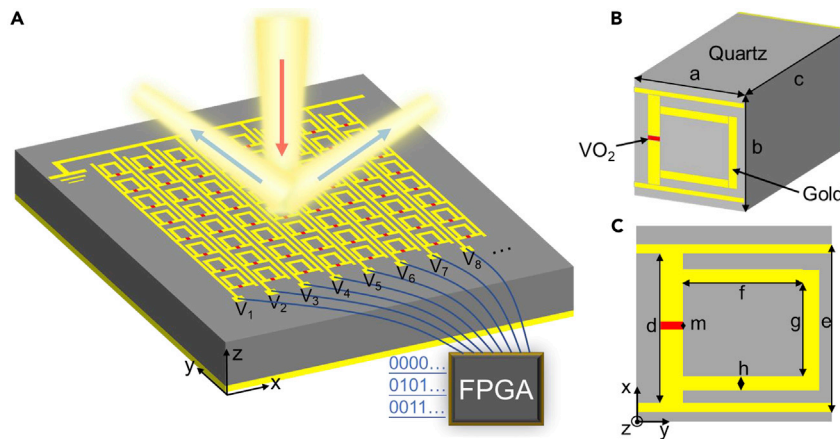 A
V1
V2
V3
V4
V5
V6
V7
V8
...
z
y
x
0000...
0101...
0011...
FPGA
B
Quartz
a
c
VO2
b
Gold
C
f
d
m
g
e
h
x
z
y